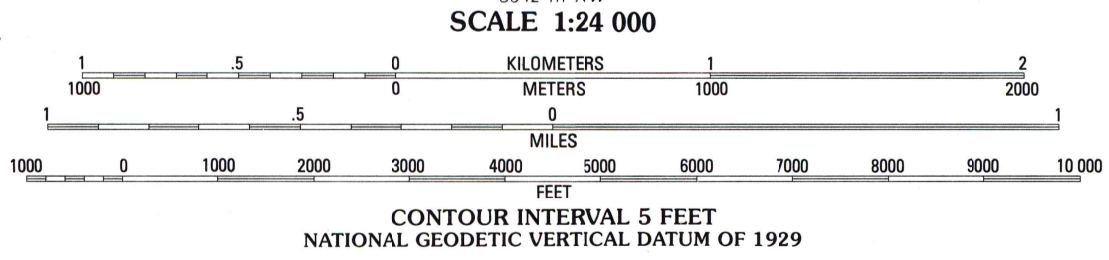 SCALE 1:24 000
1 .5 0 KILOMETERS 1 2
1000 0 METERS 1000 2000
1 .5 0 1
MILES
1000 0 1000 2000 3000 4000 5000 6000 7000 8000 9000 10 000
FEET
CONTOUR INTERVAL 5 FEET
NATIONAL GEODETIC VERTICAL DATUM OF 1929